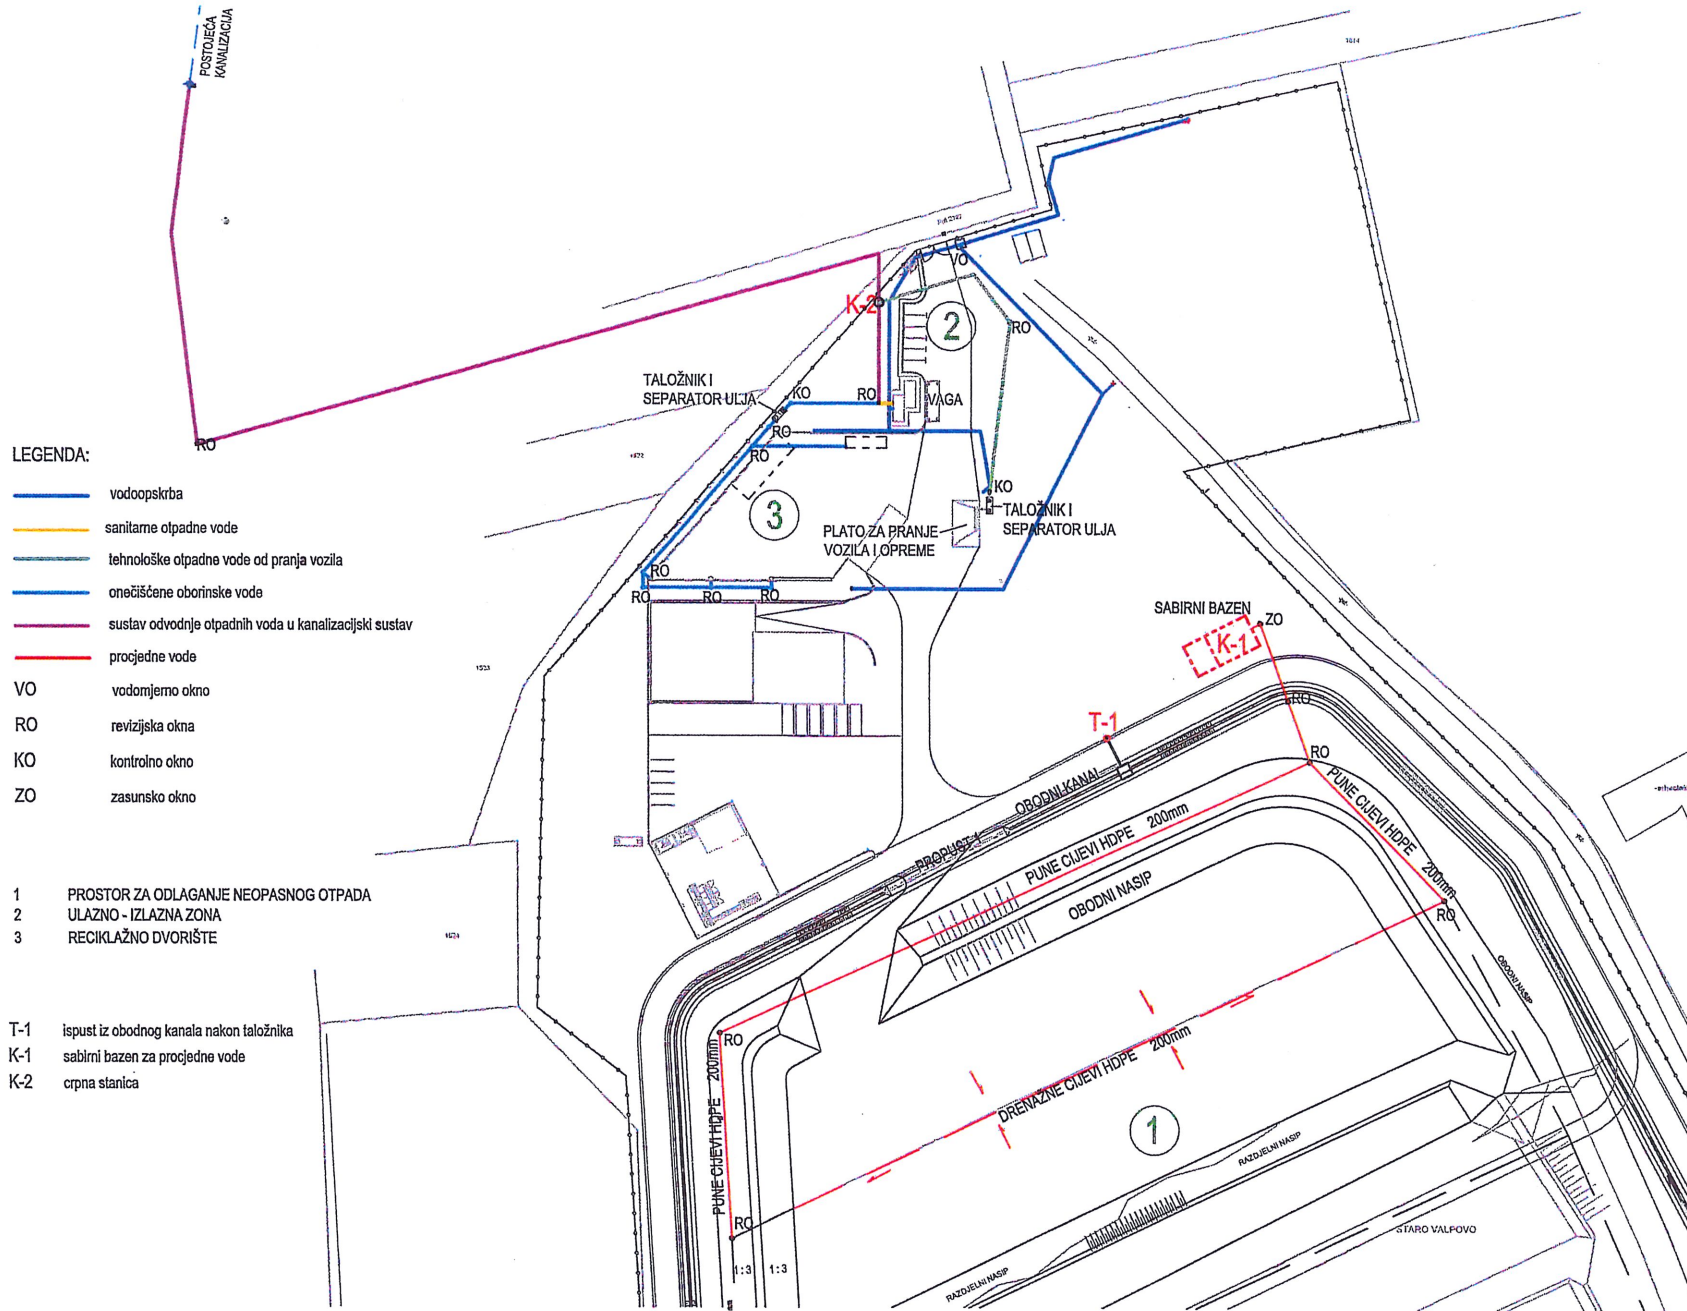 POSTOJEĆA
KANALIZACIJA
1614
VO
K-2
2
RO
TALOŽNIK I
SEPARATOR ULJA
KO
RO
VAGA
RO
RO
RO
LEGENDA:
vodoopskrba
sanitarne otpadne vode
tehnološke otpadne vode od pranja vozila
onečišćene oborinske vode
sustav odvodnje otpadnih voda u kanalizacijski sustav
procjedne vode
VO vodomjerno okno
RO revizijska okna
KO kontrolno okno
ZO zasunsko okno
1 PROSTOR ZA ODLAGANJE NEOPASNOG OTPADA
2 ULAZNO - IZLAZNA ZONA
3 RECIKLAŽNO DVORIŠTE
T-1 ispust iz obodnog kanala nakon taložnika
K-1 sabirni bazen za procjedne vode
K-2 crpna stanica
3
KO
TALOŽNIK I
SEPARATOR ULJA
PLATO ZA PRANJE
VOZILA I OPREME
RO
RO
RO
RO
SABIRNI BAZEN
ZO
K-1
RO
T-1
RO
OBODNI KANAL
PROPUST 1
PUNE CIJEVI HDPE 200mm
PUNE CIJEVI HDPE 200mm
OBODNI NASIP
RO
OBODNI NASIP
RO
PUNE CIJEVI HDPE 200mm
DRENAŽNE CIJEVI HDPE 200mm
1
RO
1:3
1:3
RAZDJELNI NASIP
RAZDJELNI NASIP
STARO VALPOVO